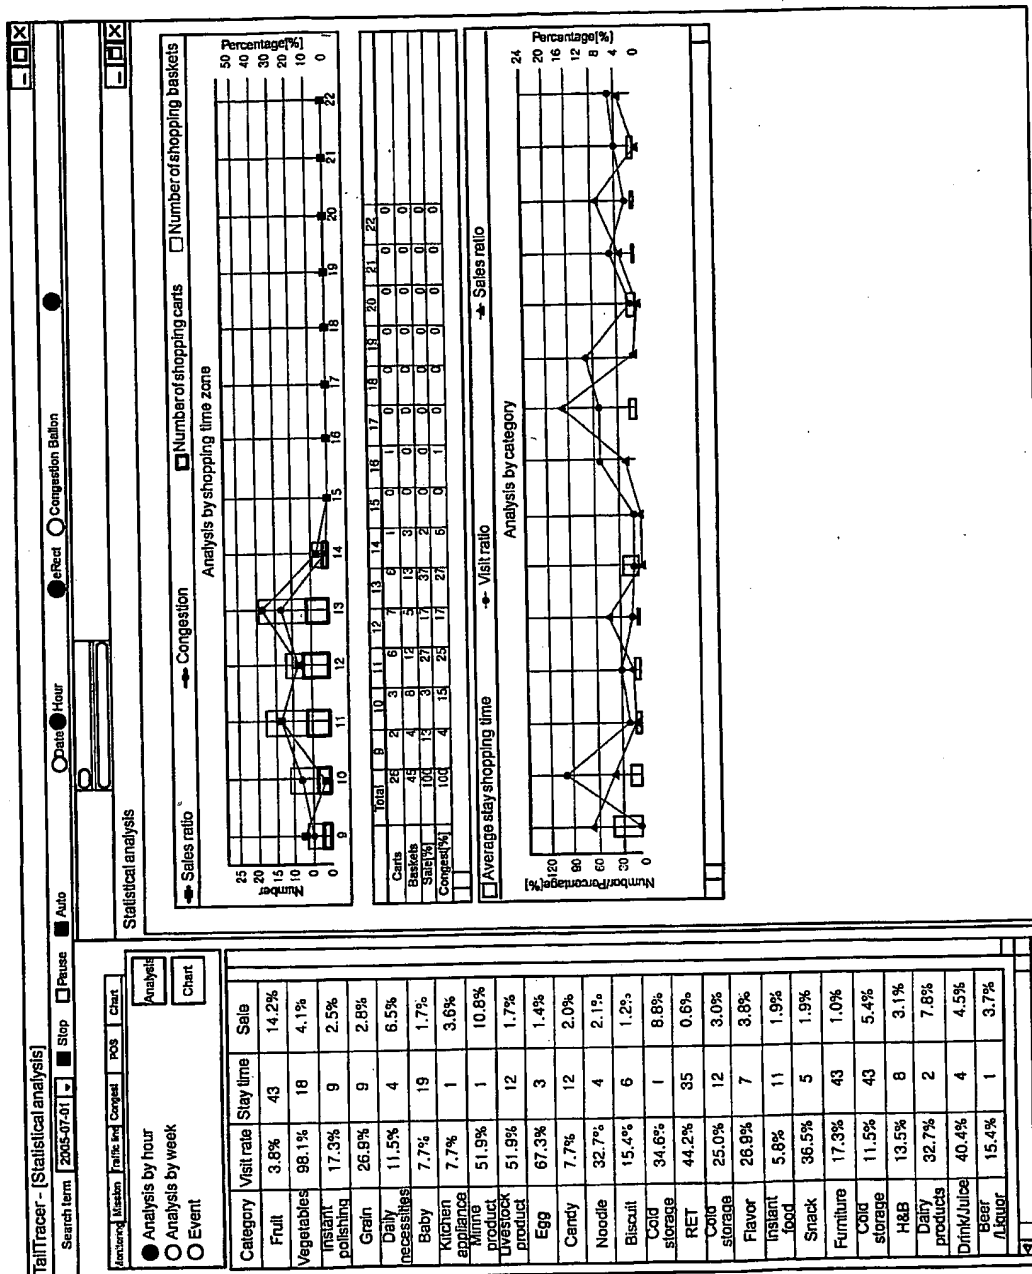 TailTracer - [Statistical analysis]
Search term 2005-07-01 Stop Pause Auto Date Hour eRect Congestion Ballon
Monitoring Mission Traffic line Congest POS Chart
Analysis by hour
Analysis by week
Event
Analysis
Chart
Category Visit rate Stay time Sale
Fruit 3.8% 43 14.2%
Vegetables 98.1% 18 4.1%
Instant polishing 17.3% 9 2.5%
Grain 26.9% 9 2.8%
Daily necessities 11.5% 4 6.5%
Baby 7.7% 19 1.7%
Kitchen appliance 7.7% 1 3.6%
Mirine product 51.9% 1 10.8%
Livestock product 51.9% 12 1.7%
Egg 67.3% 3 1.4%
Candy 7.7% 12 2.0%
Noodle 32.7% 4 2.1%
Biscuit 15.4% 6 1.2%
Cold storage 34.6% 1 8.8%
RET 44.2% 35 0.6%
Cold storage 25.0% 12 3.0%
Flavor 26.9% 7 3.8%
Instant food 5.8% 11 1.9%
Snack 36.5% 5 1.9%
Furniture 17.3% 43 1.0%
Cold storage 11.5% 43 5.4%
H&B 13.5% 8 3.1%
Dairy products 32.7% 2 7.8%
Drink/Juice 40.4% 4 4.5%
Beer /Liquor 15.4% 1 3.7%
Statistical analysis
Sales ratio Congestion Number of shopping carts Number of shopping baskets
Analysis by shopping time zone
Number
25
20
15
10
5
0
Percentage[%]
50
40
30
20
10
0
9 10 11 12 13 14 15 16 17 18 19 20 21 22
Total 9 10 11 12 13 14 15 16 17 18 19 20 21 22
Carts 26 2 3 6 7 6 1 0 1 0 0 0 0 0 0
Baskets 45 4 8 12 5 13 3 0 0 0 0 0 0 0 0
Sale[%] 100 13 3 27 17 37 2 0 0 0 0 0 0 0 0
Congest[%] 100 4 15 25 17 27 6 0 1 0 0 0 0 0 0
Average stay shopping time Visit ratio Sales ratio
Analysis by category
Number/Percentage[%]
120
90
60
30
0
Percentage[%]
24
20
16
12
8
4
0